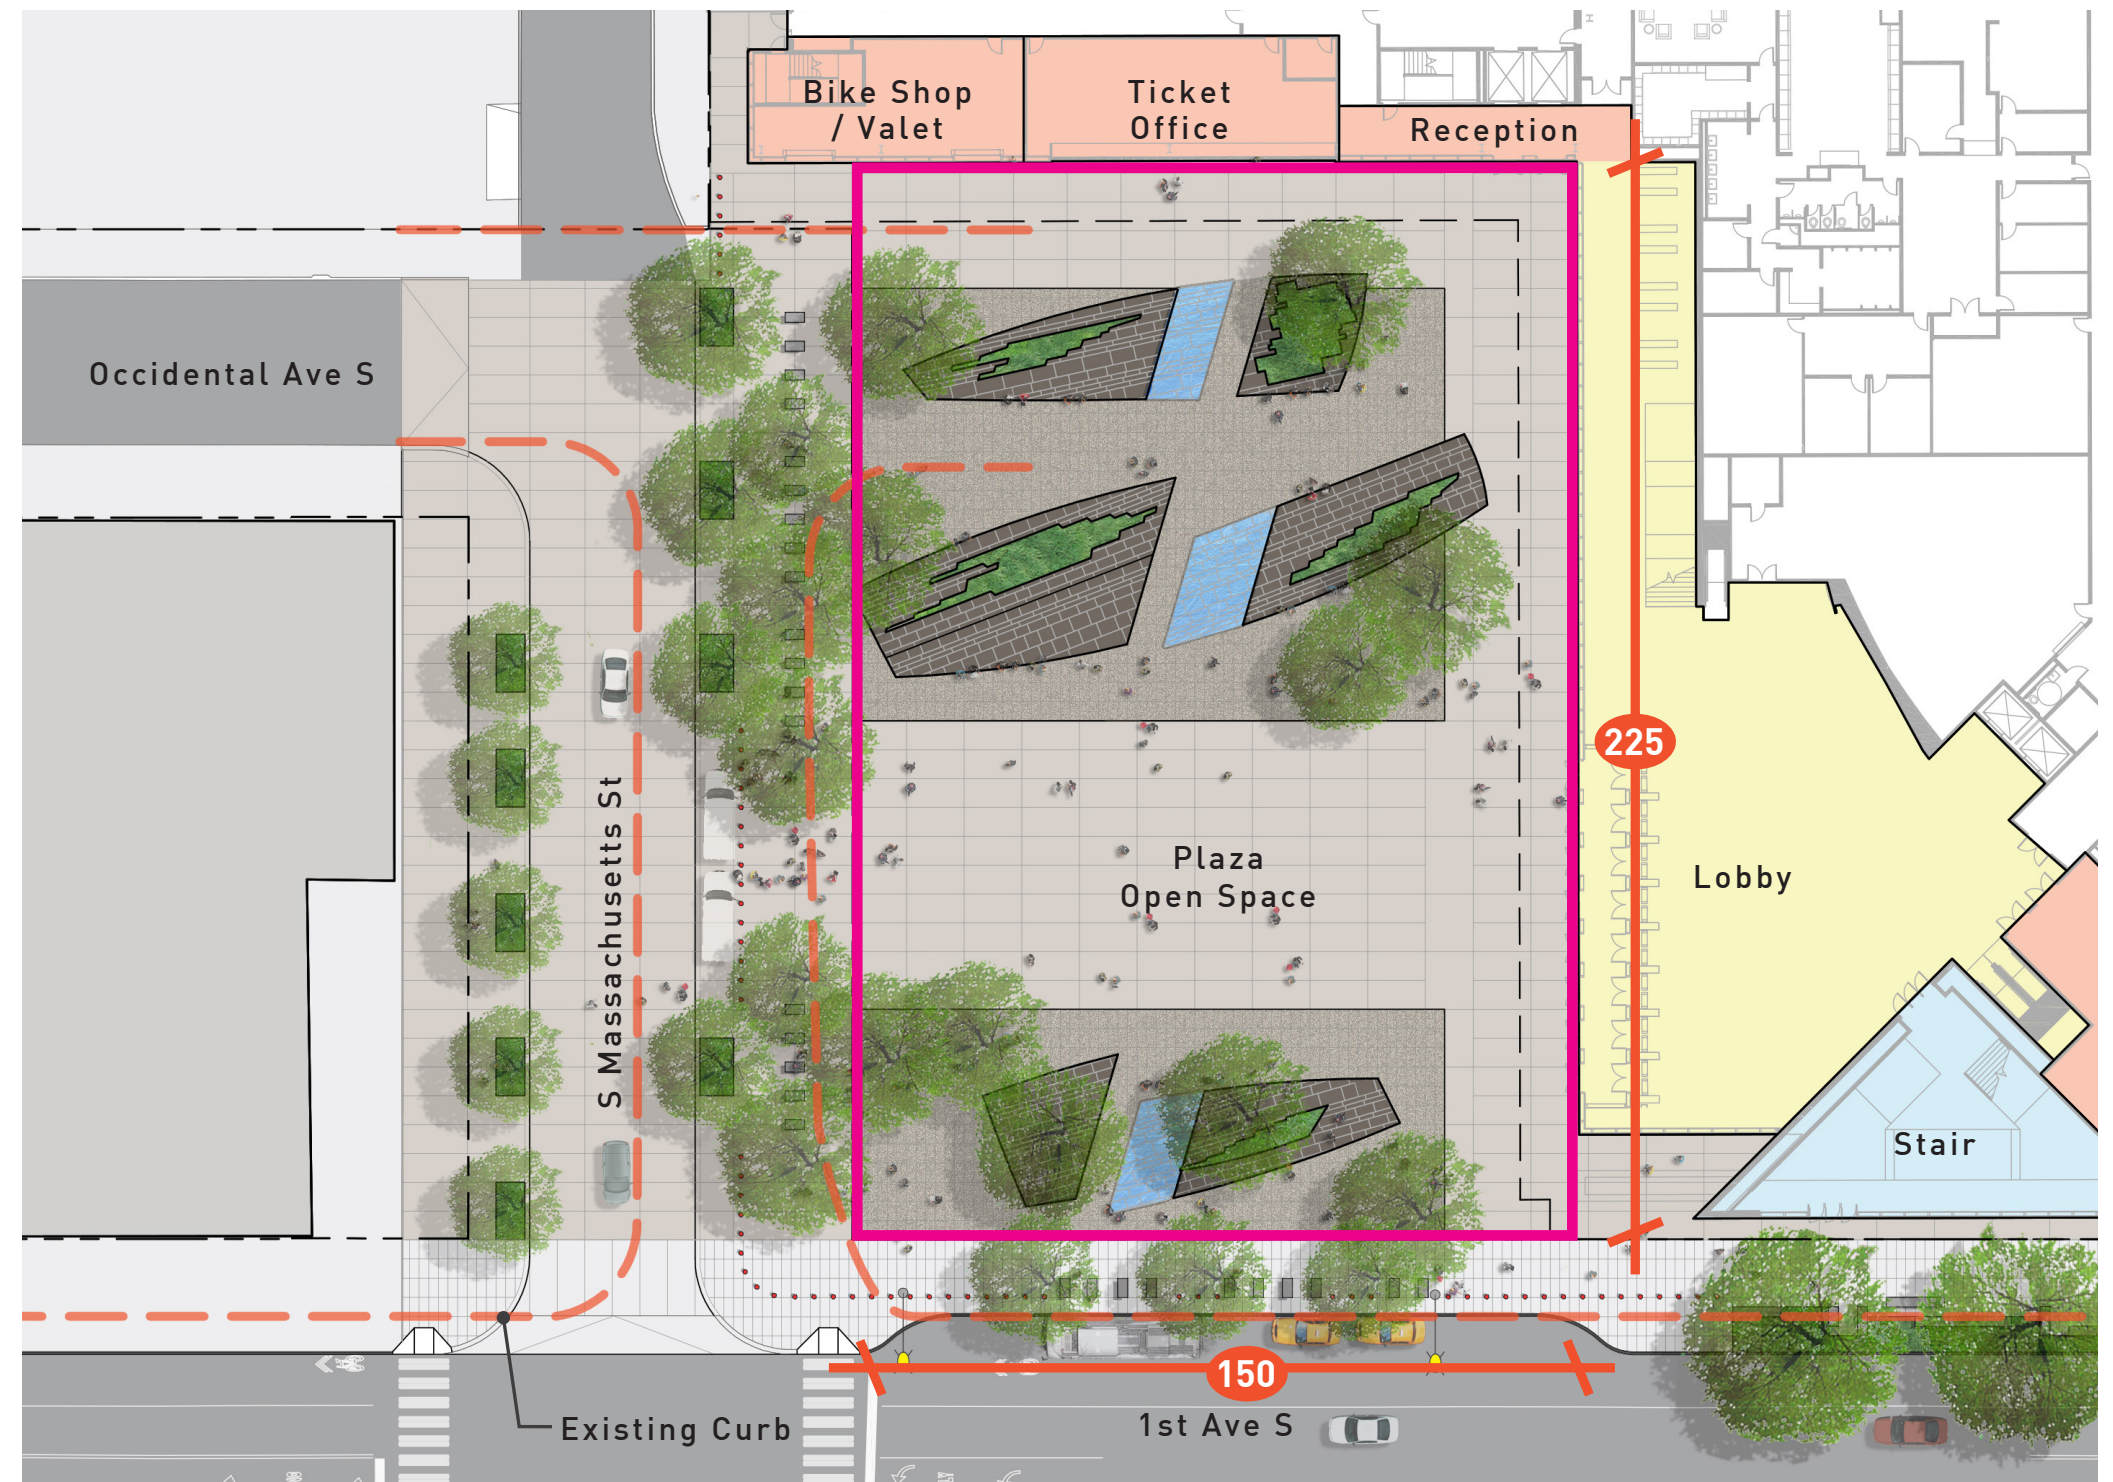 Bike Shop
/ Valet
Ticket
Office
Reception
Occidental Ave S
225
S Massachusetts St
Plaza
Open Space
Lobby
Stair
150
1st Ave S
Existing Curb